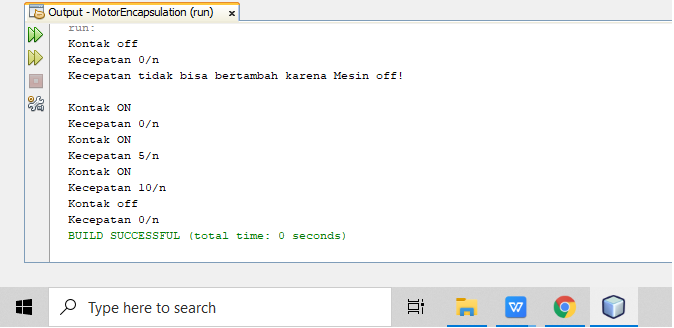 Output - MotorEncapsulation (run)
run:
Kontak off
Kecepatan 0/n
Kecepatan tidak bisa bertambah karena Mesin off!
Kontak ON
Kecepatan 0/n
Kontak ON
Kecepatan 5/n
Kontak ON
Kecepatan 10/n
Kontak off
Kecepatan 0/n
BUILD SUCCESSFUL (total time: 0 seconds)
Type here to search